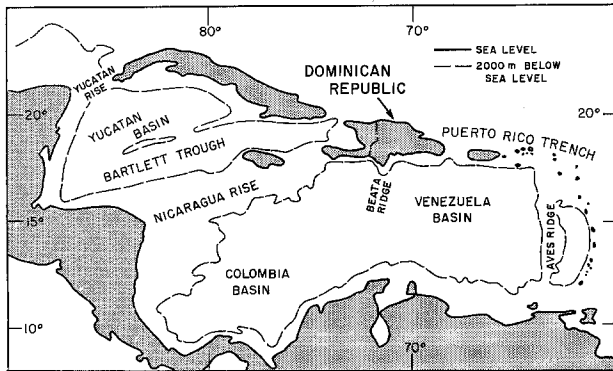 80°
70°
SEA LEVEL
2000 m BELOW
SEA LEVEL
DOMINICAN
REPUBLIC
YUCATAN
RISE
20°
20°
YUCATAN
BASIN
PUERTO RICO TRENCH
BARTLETT TROUGH
NICARAGUA RISE
BEATA
RIDGE
VENEZUELA
BASIN
AVES RIDGE
15°
COLOMBIA
BASIN
10°
70°